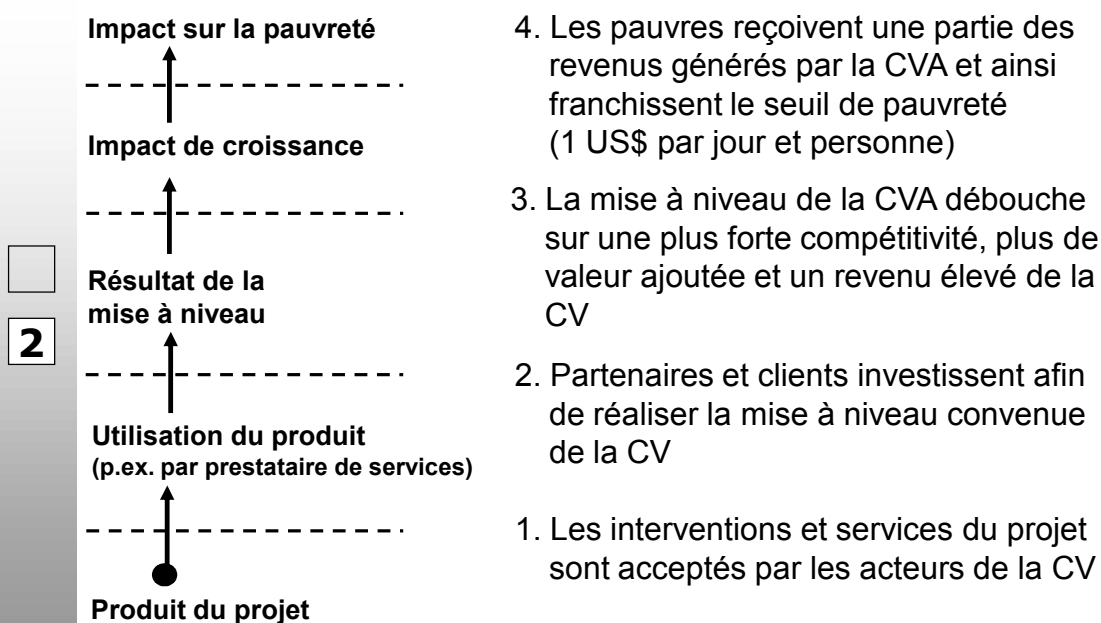 Impact sur la pauvreté
Impact de croissance
Résultat de la
mise à niveau
Utilisation du produit
(p.ex. par prestataire de services)
Produit du projet
2
4. Les pauvres reçoivent une partie des
revenus générés par la CVA et ainsi
franchissent le seuil de pauvreté
(1 US$ par jour et personne)
3. La mise à niveau de la CVA débouche
sur une plus forte compétitivité, plus de
valeur ajoutée et un revenu élevé de la
CV
2. Partenaires et clients investissent afin
de réaliser la mise à niveau convenue
de la CV
1. Les interventions et services du projet
sont acceptés par les acteurs de la CV